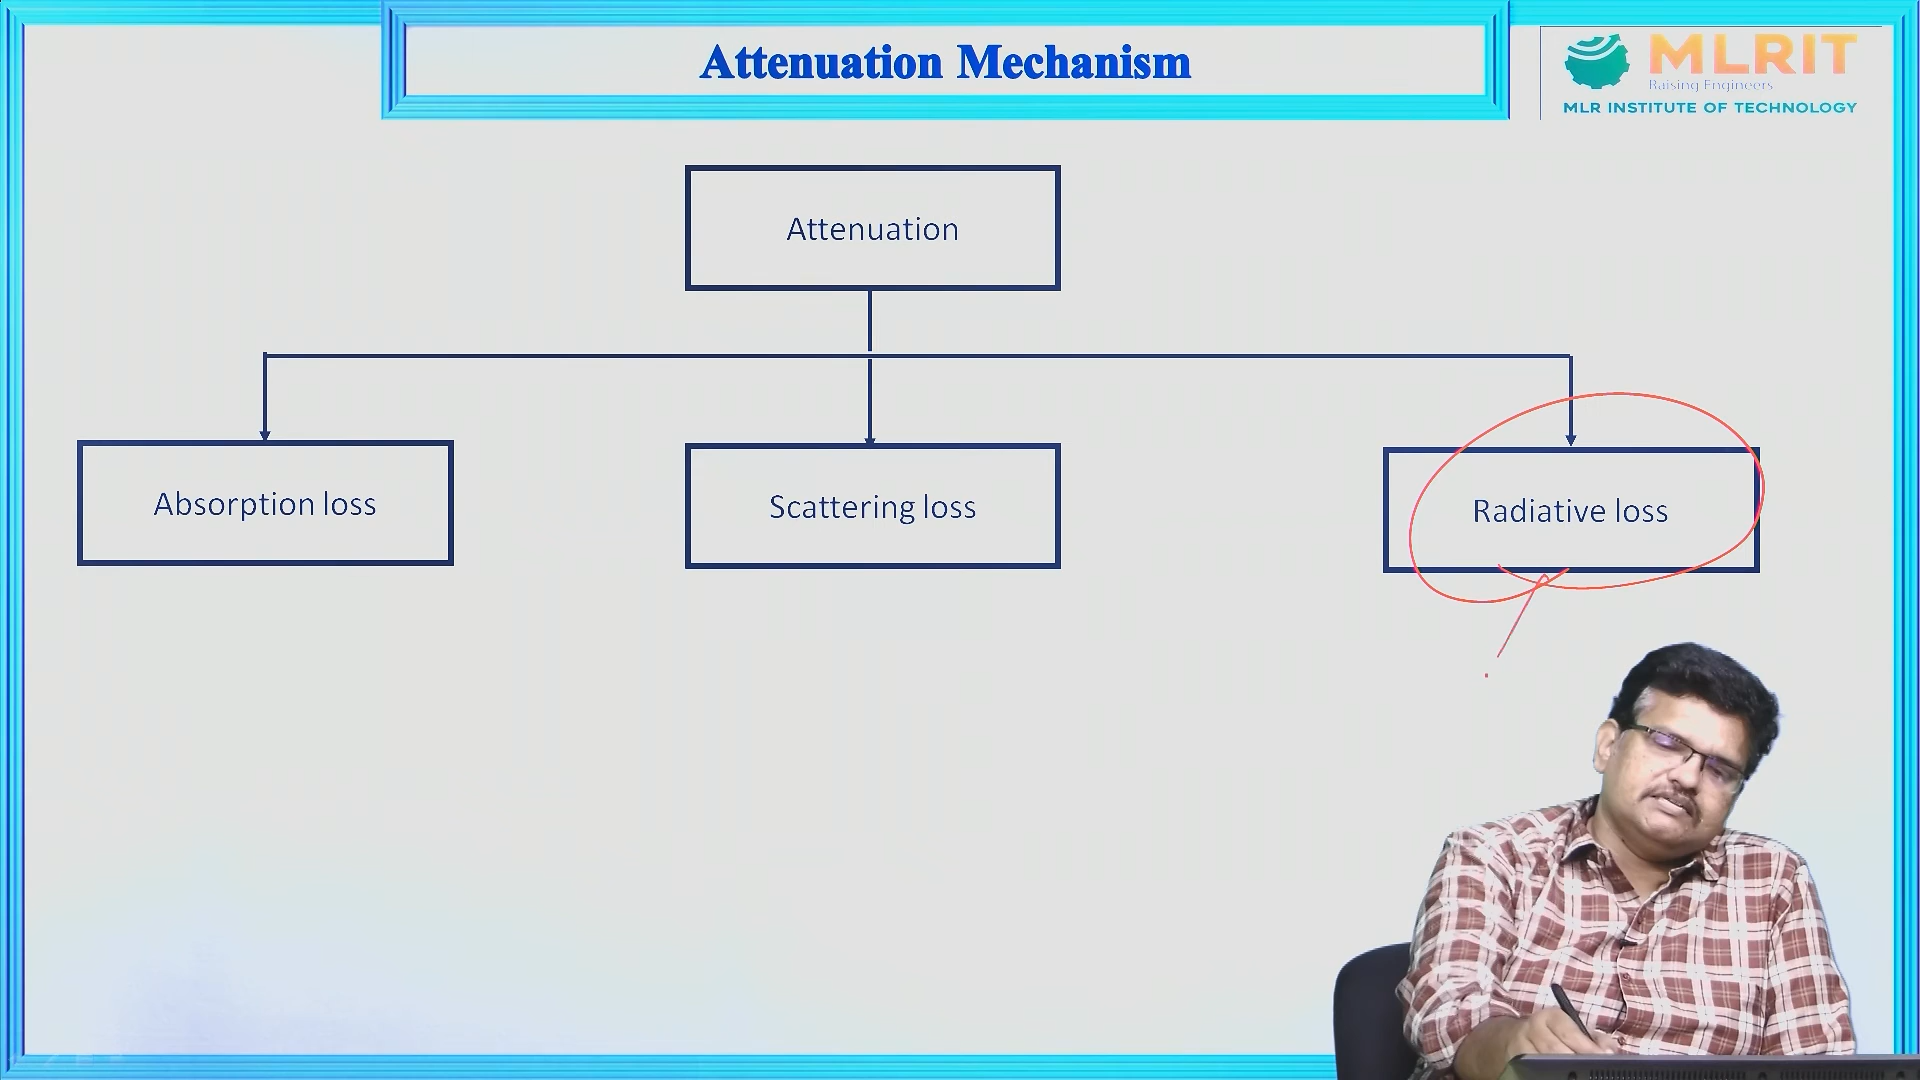 Attenuation Mechanism
MLRIT
Raising Engineers
MLR INSTITUTE OF TECHNOLOGY
Attenuation
Absorption loss
Scattering loss
Radiative loss